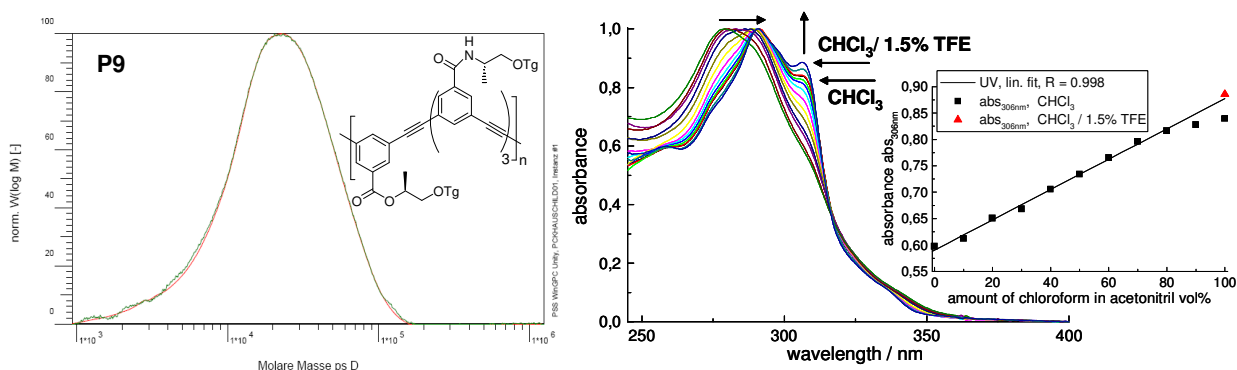 100
80
60
40
20
0
norm. W(log M) [-]
P9
O
H
N
OTg
3
n
O
O
OTg
1*10 3
1*10 4
1*10 5
1*10 6
Molare Masse ps D
PSS WinGPC Unity, PCKHAUSCHILD01, Instanz #1
1,0
0,8
0,6
0,4
0,2
0,0
absorbance
250
300
350
400
wavelength / nm
CHCl3/ 1.5% TFE
CHCl3
UV, lin. fit, R = 0.998
abs306nm, CHCl3
abs306nm, CHCl3 / 1.5% TFE
0,90
0,85
0,80
0,75
0,70
0,65
0,60
0,55
absorbance abs306nm
0
20
40
60
80
100
amount of chloroform in acetonitril vol%